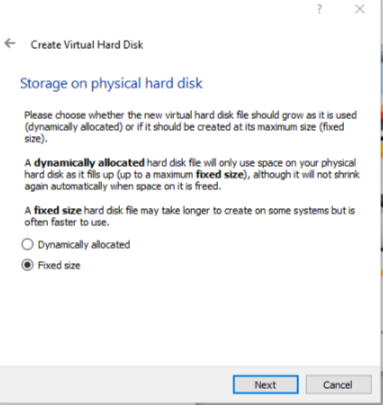 ?
Create Virtual Hard Disk
Storage on physical hard disk
Please choose whether the new virtual hard disk file should grow as it is used
(dynamically allocated) or if it should be created at its maximum size (fixed
size).
A dynamically allocated hard disk file will only use space on your physical
hard disk as it fills up (up to a maximum fixed size), although it will not shrink
again automatically when space on it is freed.
A fixed size hard disk file may take longer to create on some systems but is
often faster to use.
Dynamically allocated
Fixed size
Next
Cancel